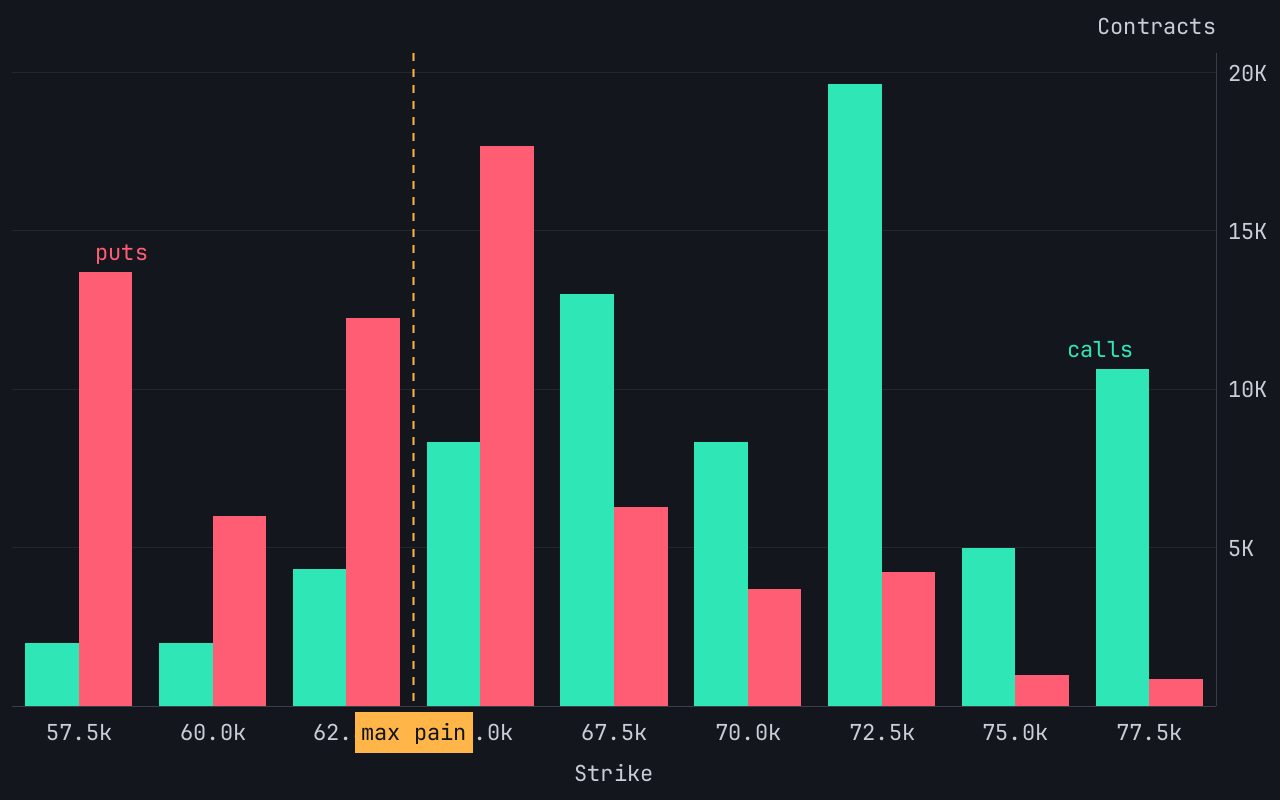 Contracts
20K
15K
puts
calls
10K
5K
57.5k 60.0k 62. max pain .0k 67.5k 70.0k 72.5k 75.0k 77.5k
Strike